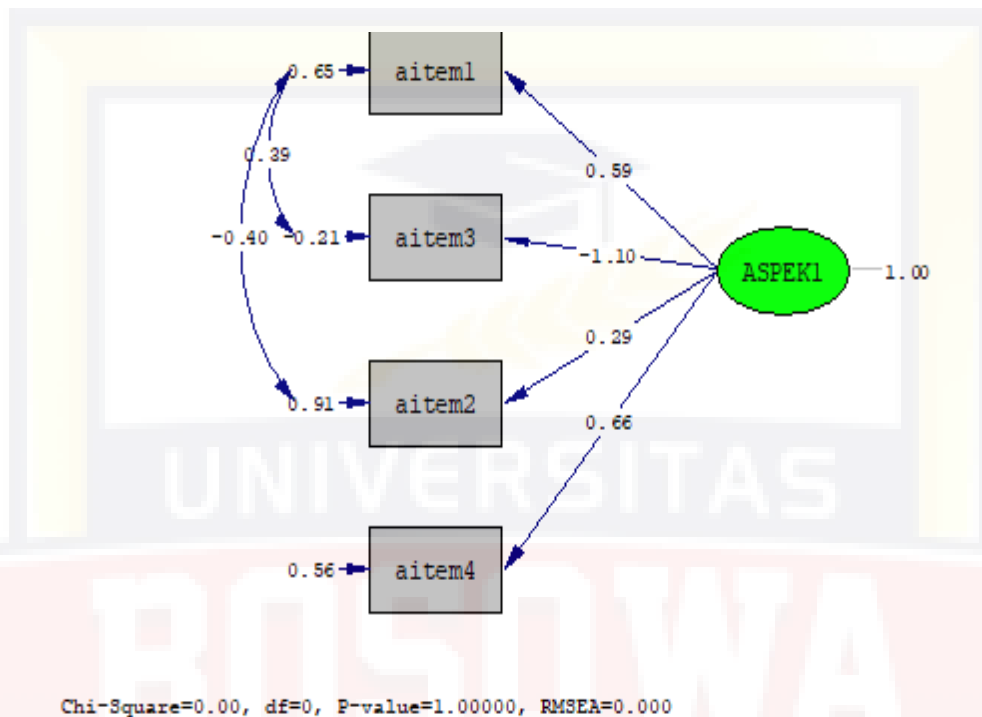 0.65 aitem1
0.39
0.59
-0.40 -0.21 aitem3
-1.10 ASPEK1 1.00
0.29
0.91 aitem2
0.66
UNIVERSITAS
0.56 aitem4
BOSOWA
Chi-Square=0.00, df=0, P-value=1.00000, RMSEA=0.000